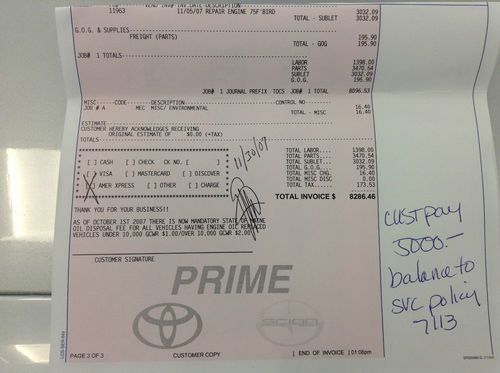 11963 11/05/07 REPAIR ENGINE 75F'BIRD 3032.09
TOTAL - SUBLET 3032.09
G.O.G. & SUPPLIES
FREIGHT (PARTS) 195.90
TOTAL - GOG 195.90
JOB# 1 TOTALS
LABOR 1398.00
PARTS 3470.54
SUBLET 3032.09
G.O.G. 195.90
JOB# 1 JOURNAL PREFIX TOCS JOB# 1 TOTAL 8096.53
MISC CODE DESCRIPTION CONTROL NO
JOB # A MEC MISC/ ENVIRONMENTAL 16.40
TOTAL - MISC 16.40
ESTIMATE
CUSTOMER HEREBY ACKNOWLEDGES RECEIVING
ORIGINAL ESTIMATE OF $0.00 (+TAX)
TOTALS
11/30/07
[ ] CASH [ ] CHECK CK NO. [ ]
[ ] VISA [ ] MASTERCARD [ ] DISCOVER
[X] AMER XPRESS [ ] OTHER [ ] CHARGE
TOTAL LABOR.... 1398.00
TOTAL PARTS.... 3470.54
TOTAL SUBLET... 3032.09
TOTAL G.O.G.... 195.90
TOTAL MISC CHG. 16.40
TOTAL MISC DISC 0.00
TOTAL TAX...... 173.53
TOTAL INVOICE $ 8286.46
THANK YOU FOR YOUR BUSINESS!!
AS OF OCTOBER 1ST 2007 THERE IS NOW MANDATORY STATE OF MAINE
OIL DISPOSAL FEE FOR ALL VEHICLES HAVING ENGINE OIL REPLACED
VEHICLES UNDER 10,000 GCWR $1.00/OVER 10,000 GCWR $2.00
CUSTOMER SIGNATURE
PRIME
SCION
PAGE 3 OF 3 CUSTOMER COPY [ END OF INVOICE ] 01:08pm
cust pay
3000.-
balance to
svc policy
7113